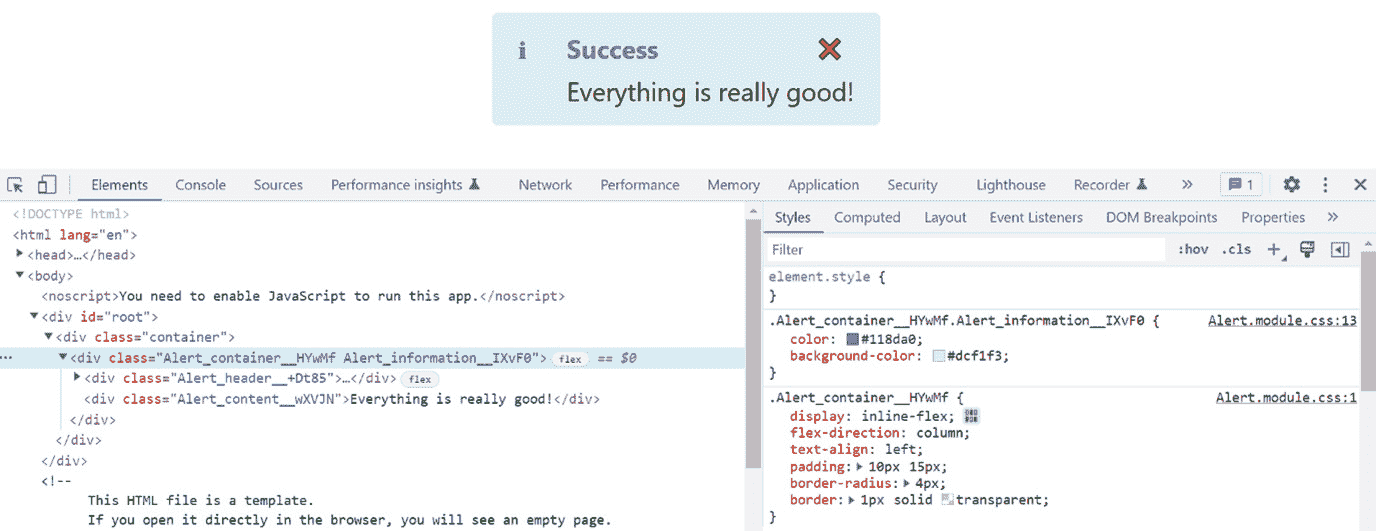 i Success ❌
Everything is really good!
Elements Console Sources Performance insights Network Performance Memory Application Security Lighthouse Recorder » 1
<!DOCTYPE html>
<html lang="en">
<head>…</head>
<body>
<noscript>You need to enable JavaScript to run this app.</noscript>
<div id="root">
<div class="container">
<div class="Alert_container__HYwMf Alert_information__IXvF0"> flex == $0
<div class="Alert_header__+Dt85">…</div> flex
<div class="Alert_content__wXVJN">Everything is really good!</div>
</div>
</div>
</div>
<!--
This HTML file is a template.
If you open it directly in the browser, you will see an empty page.
Styles Computed Layout Event Listeners DOM Breakpoints Properties »
Filter :hov .cls +
element.style {
}
.Alert_container__HYwMf.Alert_information__IXvF0 { Alert.module.css:13
color: #118da0;
background-color: #dcf1f3;
}
.Alert_container__HYwMf { Alert.module.css:1
display: inline-flex;
flex-direction: column;
text-align: left;
padding: 10px 15px;
border-radius: 4px;
border: 1px solid transparent;
}